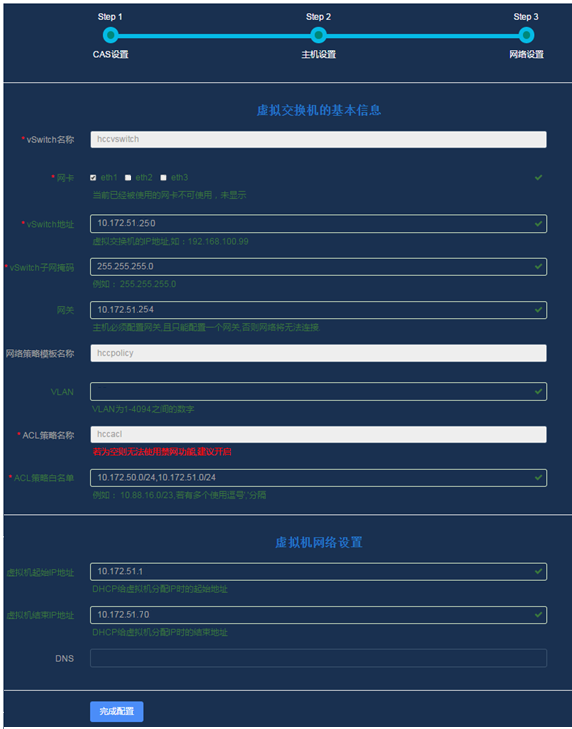 Step 1 Step 2 Step 3
CAS设置 主机设置 网络设置
虚拟交换机的基本信息
* vSwitch名称 hccvswitch
* 网卡 eth1 eth2 eth3
当前已经被使用的网卡不可使用，未显示
* vSwitch地址 10.172.51.250
虚拟交换机的IP地址,如：192.168.100.99
* vSwitch子网掩码 255.255.255.0
例如： 255.255.255.0
网关 10.172.51.254
主机必须配置网关,且只能配置一个网关,否则网络将无法连接
网络策略模板名称 hccpolicy
VLAN
VLAN为1-4094之间的数字
* ACL策略名称 hccacl
若为空则无法使用禁网功能,建议开启
* ACL策略白名单 10.172.50.0/24,10.172.51.0/24
例如： 10.88.16.0/23,若有多个使用逗号','分隔
虚拟机网络设置
虚拟机起始IP地址 10.172.51.1
DHCP给虚拟机分配IP时的起始地址
虚拟机结束IP地址 10.172.51.70
DHCP给虚拟机分配IP时的结束地址
DNS
完成配置